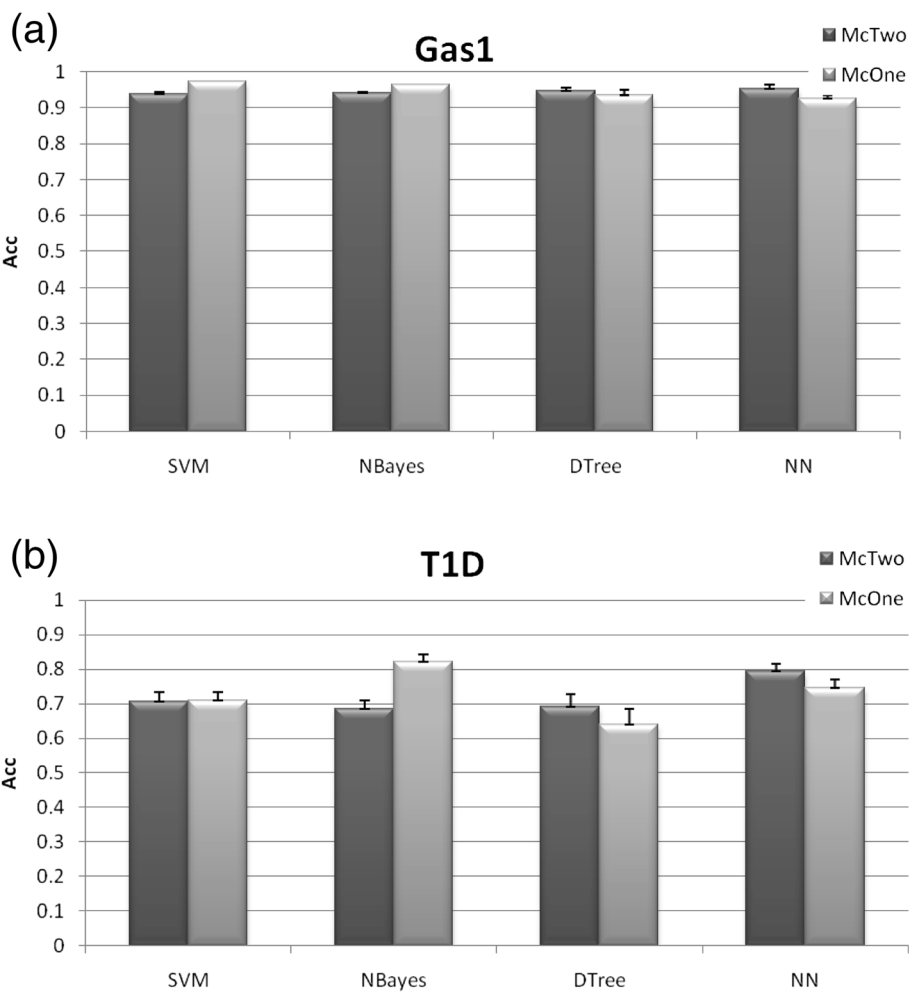 (a)
Gas1
McTwo
McOne
Acc
1
0.9
0.8
0.7
0.6
0.5
0.4
0.3
0.2
0.1
0
SVM NBayes DTree NN
(b)
T1D
McTwo
McOne
Acc
1
0.9
0.8
0.7
0.6
0.5
0.4
0.3
0.2
0.1
0
SVM NBayes DTree NN